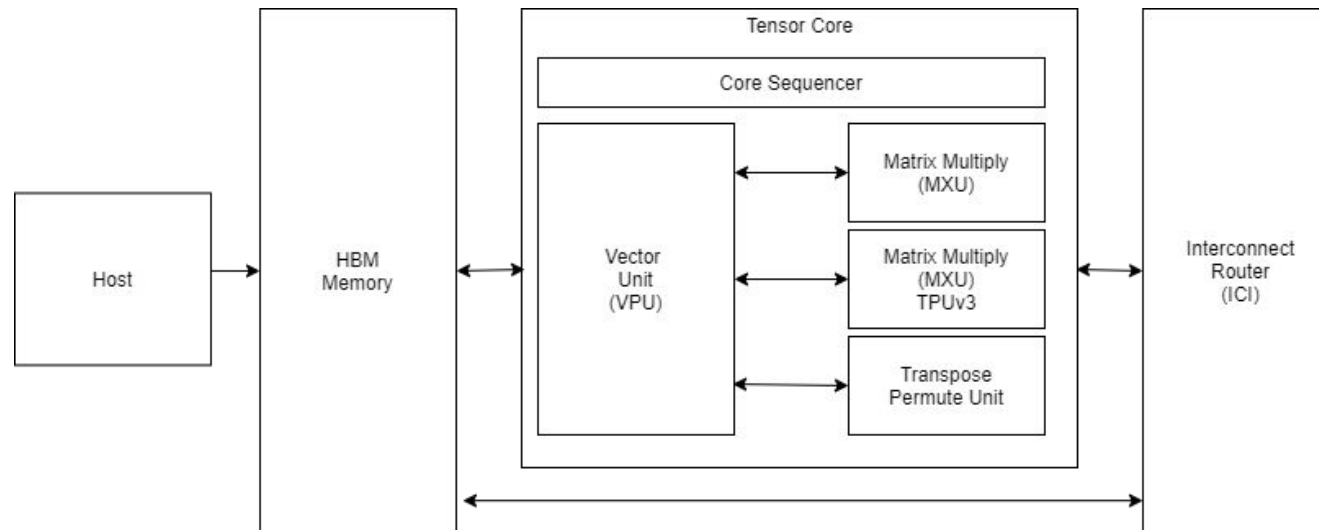 Host
HBM
Memory
Tensor Core
Core Sequencer
Vector
Unit
(VPU)
Matrix Multiply
(MXU)
Matrix Multiply
(MXU)
TPUv3
Transpose
Permute Unit
Interconnect
Router
(ICI)